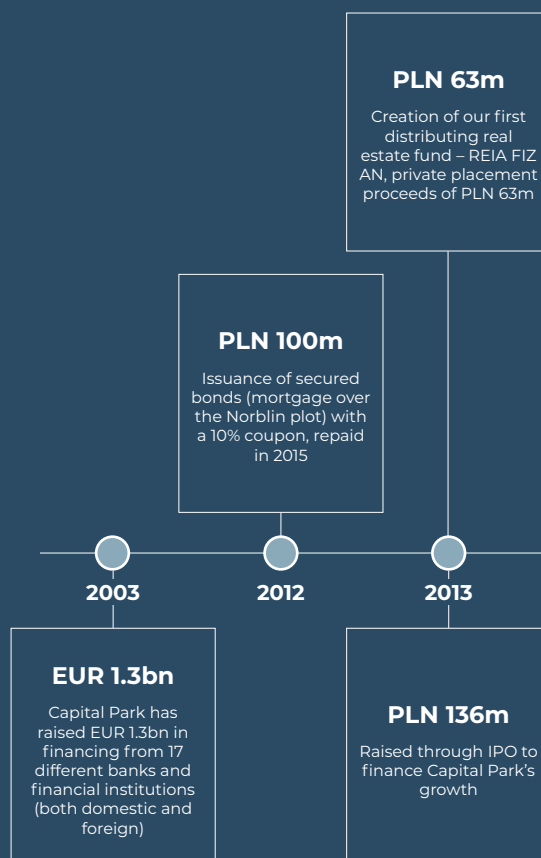 PLN 63m
Creation of our first
distributing real
estate fund – REIA FIZ
AN, private placement
proceeds of PLN 63m
PLN 100m
Issuance of secured
bonds (mortgage over
the Norblin plot) with
a 10% coupon, repaid
in 2015
2003
2012
2013
EUR 1.3bn
Capital Park has
raised EUR 1.3bn in
financing from 17
different banks and
financial institutions
(both domestic and
foreign)
PLN 136m
Raised through IPO to
finance Capital Park’s
growth